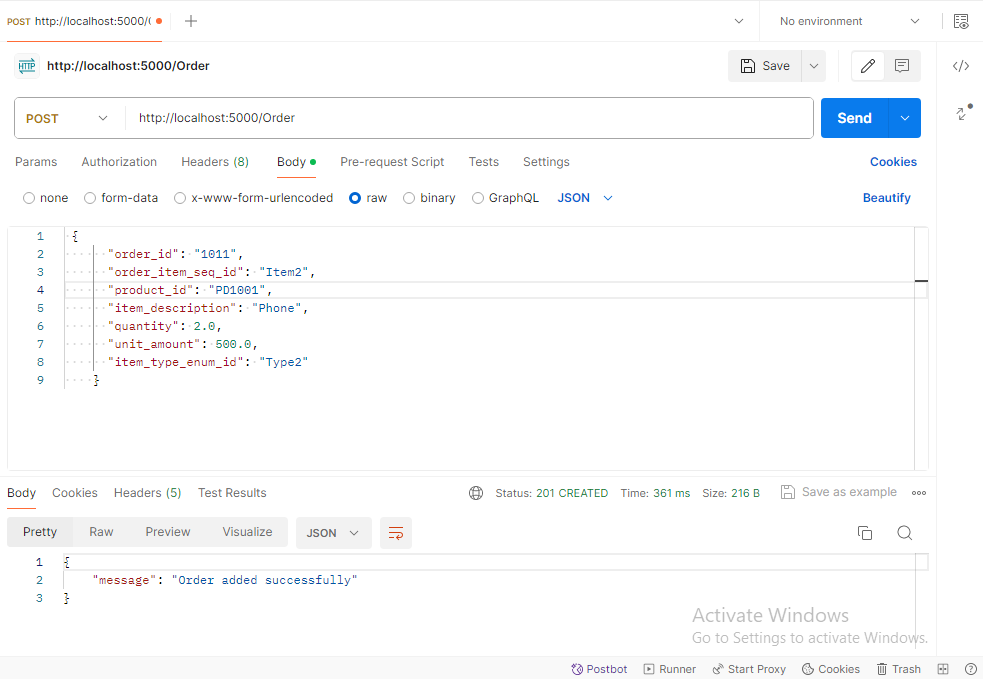 POST http://localhost:5000/(
No environment
HTTP http://localhost:5000/Order
Save
POST http://localhost:5000/Order
Send
Params Authorization Headers (8) Body Pre-request Script Tests Settings Cookies
none form-data x-www-form-urlencoded raw binary GraphQL JSON Beautify
1 {
2 "order_id": "1011",
3 "order_item_seq_id": "Item2",
4 "product_id": "PD1001",
5 "item_description": "Phone",
6 "quantity": 2.0,
7 "unit_amount": 500.0,
8 "item_type_enum_id": "Type2"
9 }
Body Cookies Headers (5) Test Results Status: 201 CREATED Time: 361 ms Size: 216 B Save as example
Pretty Raw Preview Visualize JSON
1 {
2 "message": "Order added successfully"
3 }
Activate Windows
Go to Settings to activate Windows.
Postbot Runner Start Proxy Cookies Trash